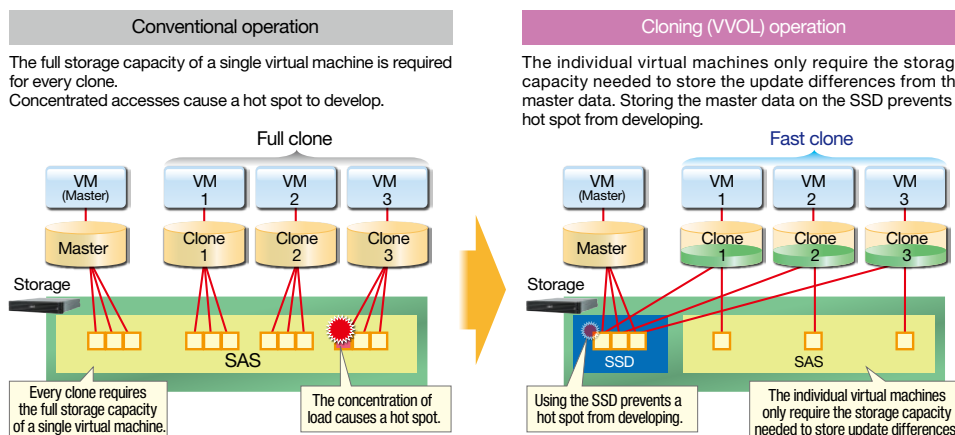 Conventional operation
The full storage capacity of a single virtual machine is required
for every clone.
Concentrated accesses cause a hot spot to develop.
Full clone
VM
(Master)
VM
1
VM
2
VM
3
Master
Clone
1
Clone
2
Clone
3
Storage
SAS
Every clone requires
the full storage capacity
of a single virtual machine.
The concentration of
load causes a hot spot.
Cloning (VVOL) operation
The individual virtual machines only require the storag
capacity needed to store the update differences from th
master data. Storing the master data on the SSD prevents
hot spot from developing.
Fast clone
VM
(Master)
VM
1
VM
2
VM
3
Master
Clone
1
Clone
2
Clone
3
Storage
SSD
SAS
Using the SSD prevents a
hot spot from developing.
The individual virtual machines
only require the storage capacity
needed to store update differences